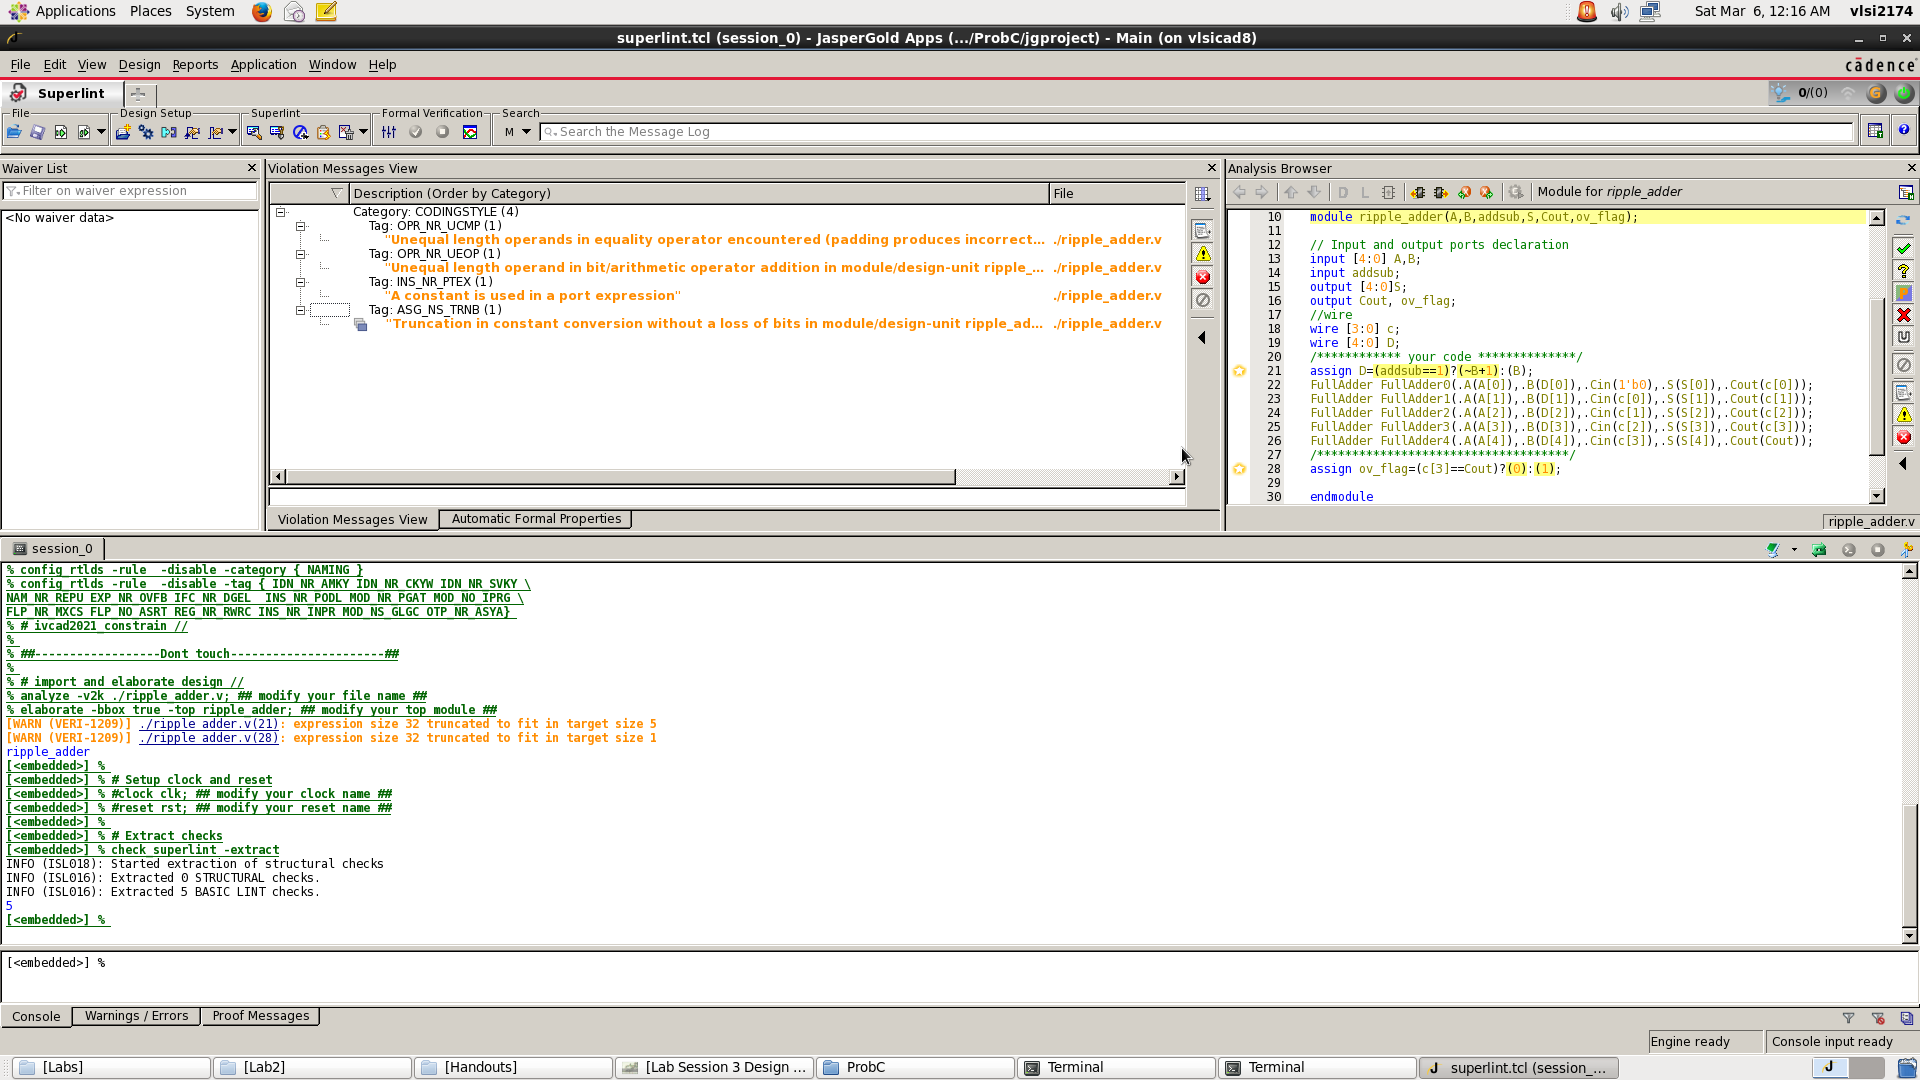 Applications Places System Sat Mar 6, 12:16 AM vlsi2174
superlint.tcl (session_0) - JasperGold Apps (.../ProbC/jgproject) - Main (on vlsicad8)
File Edit View Design Reports Application Window Help cādence
Superlint 0/(0)
File Design Setup Superlint Formal Verification Search
M Search the Message Log
Waiver List
Filter on waiver expression
<No waiver data>
Violation Messages View
Description (Order by Category) File
Category: CODINGSTYLE (4)
Tag: OPR_NR_UCMP (1)
"Unequal length operands in equality operator encountered (padding produces incorrect... ./ripple_adder.v
Tag: OPR_NR_UEOP (1)
"Unequal length operand in bit/arithmetic operator addition in module/design-unit ripple_... ./ripple_adder.v
Tag: INS_NR_PTEX (1)
"A constant is used in a port expression" ./ripple_adder.v
Tag: ASG_NS_TRNB (1)
"Truncation in constant conversion without a loss of bits in module/design-unit ripple_ad... ./ripple_adder.v
Violation Messages View Automatic Formal Properties
Analysis Browser
D L Module for ripple_adder
10 module ripple_adder(A,B,addsub,S,Cout,ov_flag);
11
12 // Input and output ports declaration
13 input [4:0] A,B;
14 input addsub;
15 output [4:0]S;
16 output Cout, ov_flag;
17 //wire
18 wire [3:0] c;
19 wire [4:0] D;
20 /************ your code **************/
21 assign D=(addsub==1)?(~B+1):(B);
22 FullAdder FullAdder0(.A(A[0]),.B(D[0]),.Cin(1'b0),.S(S[0]),.Cout(c[0]));
23 FullAdder FullAdder1(.A(A[1]),.B(D[1]),.Cin(c[0]),.S(S[1]),.Cout(c[1]));
24 FullAdder FullAdder2(.A(A[2]),.B(D[2]),.Cin(c[1]),.S(S[2]),.Cout(c[2]));
25 FullAdder FullAdder3(.A(A[3]),.B(D[3]),.Cin(c[2]),.S(S[3]),.Cout(c[3]));
26 FullAdder FullAdder4(.A(A[4]),.B(D[4]),.Cin(c[3]),.S(S[4]),.Cout(Cout));
27 /***********************************/
28 assign ov_flag=(c[3]==Cout)?(0):(1);
29
30 endmodule
ripple_adder.v
session_0
% config_rtlds -rule  -disable -category { NAMING }
% config_rtlds -rule  -disable -tag { IDN_NR_AMKY IDN_NR_CKYW IDN_NR_SVKY \
NAM_NR_REPU EXP_NR_OVFB IFC_NR_DGEL  INS_NR_PODL MOD_NR_PGAT MOD_NO_IPRG \
FLP_NR_MXCS FLP_NO_ASRT REG_NR_RWRC INS_NR_INPR MOD_NS_GLGC OTP_NR_ASYA}
% # ivcad2021_constrain //
%
% ##------------------Dont touch----------------------##
%
% # import and elaborate design //
% analyze -v2k ./ripple_adder.v; ## modify your file name ##
% elaborate -bbox true -top ripple_adder; ## modify your top module ##
[WARN (VERI-1209)] ./ripple_adder.v(21): expression size 32 truncated to fit in target size 5
[WARN (VERI-1209)] ./ripple_adder.v(28): expression size 32 truncated to fit in target size 1
ripple_adder
[<embedded>] %
[<embedded>] % # Setup clock and reset
[<embedded>] % #clock clk; ## modify your clock name ##
[<embedded>] % #reset rst; ## modify your reset name ##
[<embedded>] %
[<embedded>] % # Extract checks
[<embedded>] % check_superlint -extract
INFO (ISL018): Started extraction of structural checks
INFO (ISL016): Extracted 0 STRUCTURAL checks.
INFO (ISL016): Extracted 5 BASIC LINT checks.
5
[<embedded>] %
[<embedded>] %
Console Warnings / Errors Proof Messages
Engine ready Console input ready
[Labs] [Lab2] [Handouts] [Lab Session 3 Design ... ProbC Terminal Terminal superlint.tcl (session_...